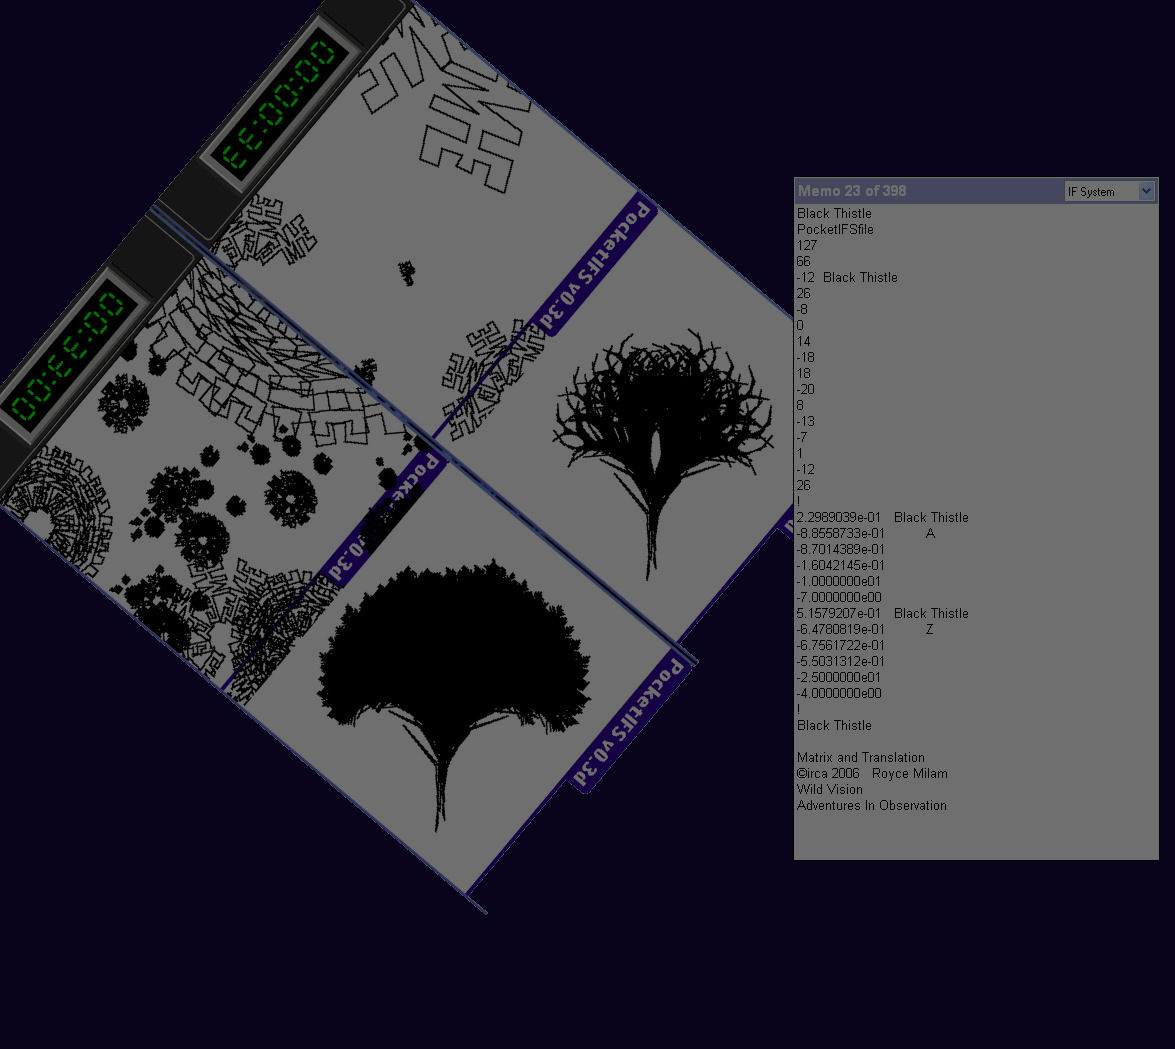 00:00:33
00:33:00
PocketIFS v0.3d
PocketIFS v0.3d
PocketIFS v0.3d
Memo 23 of 398
IF System
Black Thistle
PocketIFSfile
127
66
-12 Black Thistle
26
-8
0
14
-18
18
-20
8
-13
-7
1
-12
26
!
2.2989039e-01 Black Thistle
-8.8558733e-01 A
-8.7014389e-01
-1.6042145e-01
-1.0000000e01
-7.0000000e00
5.1579207e-01 Black Thistle
-6.4780819e-01 Z
-6.7561722e-01
-5.5031312e-01
-2.5000000e01
-4.0000000e00
!
Black Thistle
Matrix and Translation
©irca 2006 Royce Milam
Wild Vision
Adventures In Observation